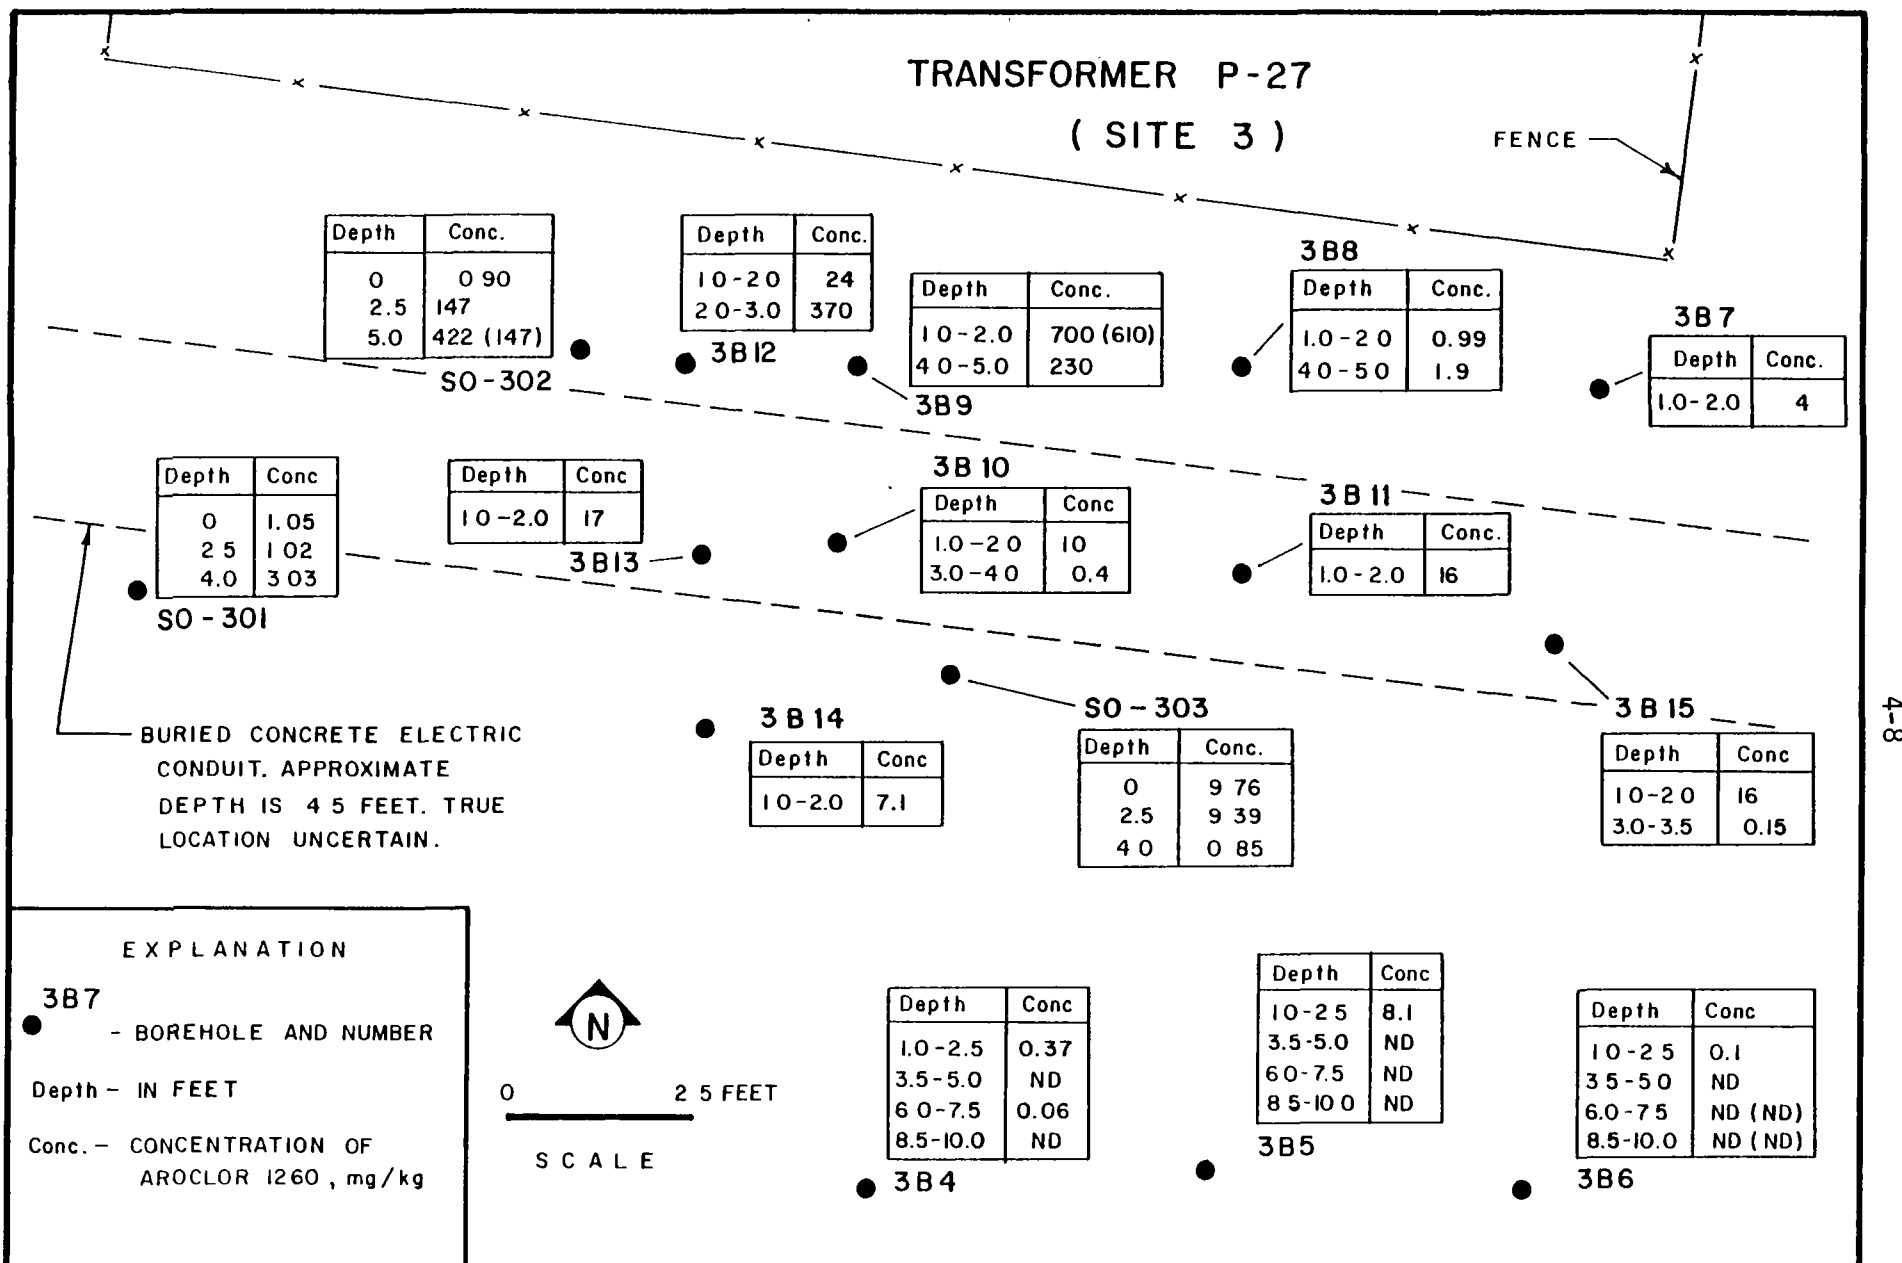 TRANSFORMER P-27
( SITE 3 )
FENCE
Depth Conc.
0 0 90
2.5 147
5.0 422 (147)
SO-302
Depth Conc.
1 0-2 0 24
2 0-3.0 370
3B12
Depth Conc.
1 0-2.0 700 (610)
4 0-5.0 230
3B9
3B8
Depth Conc.
1.0-2 0 0.99
4 0-5 0 1.9
3B7
Depth Conc.
1.0-2.0 4
Depth Conc
0 1.05
2 5 1 02
4.0 3 03
SO-301
Depth Conc
1 0-2.0 17
3B13
3B10
Depth Conc
1.0-2 0 10
3.0-4 0 0.4
3B11
Depth Conc.
1.0-2.0 16
BURIED CONCRETE ELECTRIC
CONDUIT. APPROXIMATE
DEPTH IS 4 5 FEET. TRUE
LOCATION UNCERTAIN.
3B14
Depth Conc
1 0-2.0 7.1
SO-303
Depth Conc.
0 9 76
2.5 9 39
4 0 0 85
3B15
Depth Conc
1 0-2 0 16
3.0-3.5 0.15
4-8
EXPLANATION
3B7
- BOREHOLE AND NUMBER
Depth - IN FEET
Conc. - CONCENTRATION OF
AROCLOR 1260, mg/kg
N
0 2 5 FEET
SCALE
Depth Conc
1.0-2.5 0.37
3.5-5.0 ND
6 0-7.5 0.06
8.5-10.0 ND
3B4
Depth Conc
1 0-2 5 8.1
3.5-5.0 ND
6 0-7.5 ND
8 5-10 0 ND
3B5
Depth Conc
1 0-2 5 0.1
3 5-5 0 ND
6.0-7 5 ND (ND)
8.5-10.0 ND (ND)
3B6